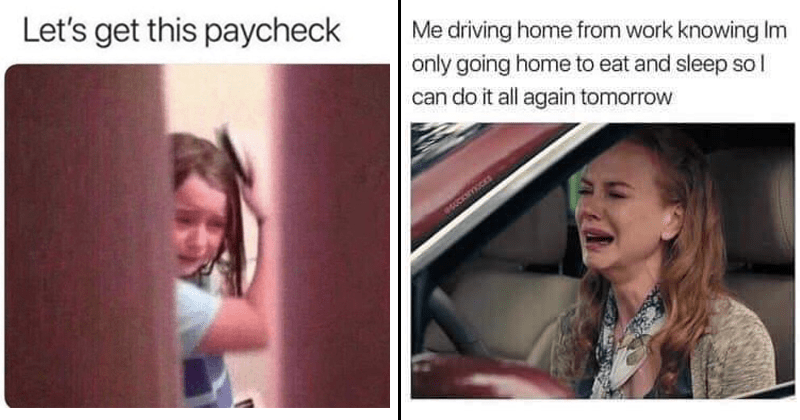 Let's get this paycheck
Me driving home from work knowing Im
only going home to eat and sleep so I
can do it all again tomorrow